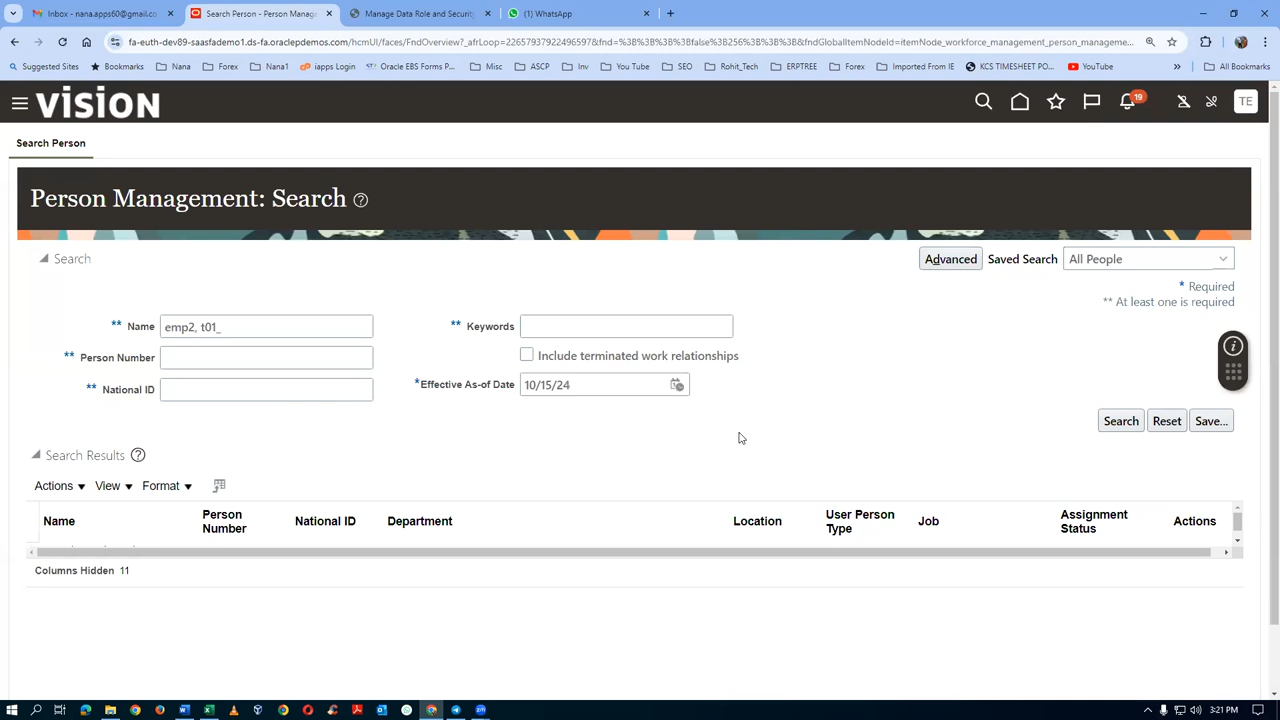 Inbox - nana.apps60@gmail.co
Search Person - Person Manage
Manage Data Role and Security
(1) WhatsApp
fa-euth-dev89-saasfademo1.ds-fa.oraclepdemos.com/hcmUI/faces/FndOverview?_afrLoop=22657937922496597&fnd=%3B%3B%3B%3Bfalse%3B256%3B%3B%3B&fndGlobalItemNodeId=itemNode_workforce_management_person_manageme...
Suggested Sites
Bookmarks
Nana
Forex
Nana1
iapps Login
Oracle EBS Forms P...
Misc
ASCP
Inv
You Tube
SEO
Rohit_Tech
ERPTREE
Forex
Imported From IE
KCS TIMESHEET PO...
YouTube
All Bookmarks
VISION
19
TE
Search Person
Person Management: Search
Search
Advanced Saved Search All People
* Required
** At least one is required
** Name emp2, t01_
** Keywords
** Person Number
Include terminated work relationships
** National ID
*Effective As-of Date 10/15/24
Search Reset Save...
Search Results
Actions View Format
Name Person Number National ID Department Location User Person Type Job Assignment Status Actions
Columns Hidden 11
3:21 PM